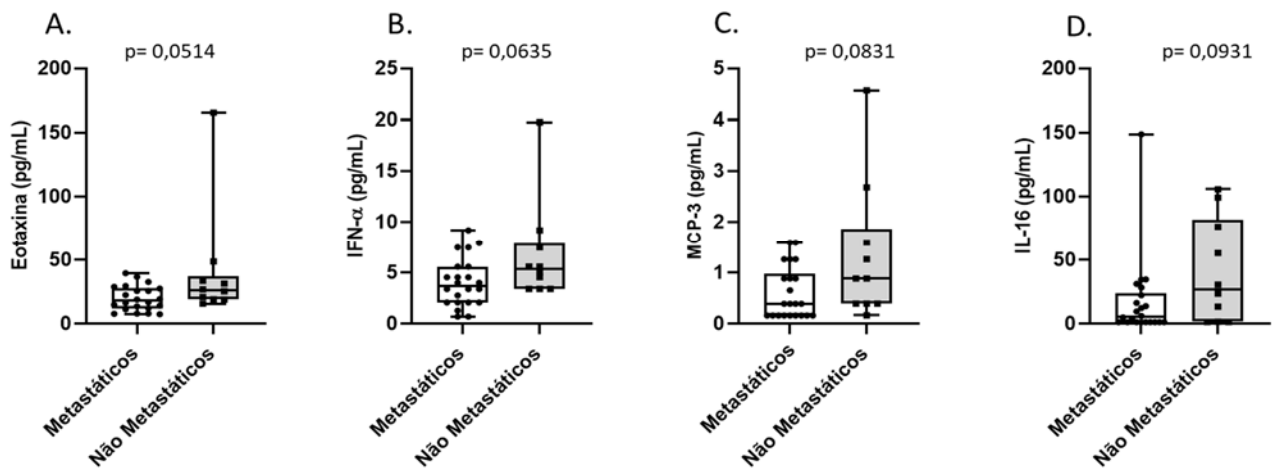 A.
p= 0,0514
200
150
100
50
0
Eotaxina (pg/mL)
Metastáticos
Não Metastáticos
B.
p= 0,0635
25
20
15
10
5
0
IFN-α (pg/mL)
Metastáticos
Não Metastáticos
C.
p= 0,0831
5
4
3
2
1
0
MCP-3 (pg/mL)
Metastáticos
Não Metastáticos
D.
p= 0,0931
200
150
100
50
0
IL-16 (pg/mL)
Metastáticos
Não Metastáticos